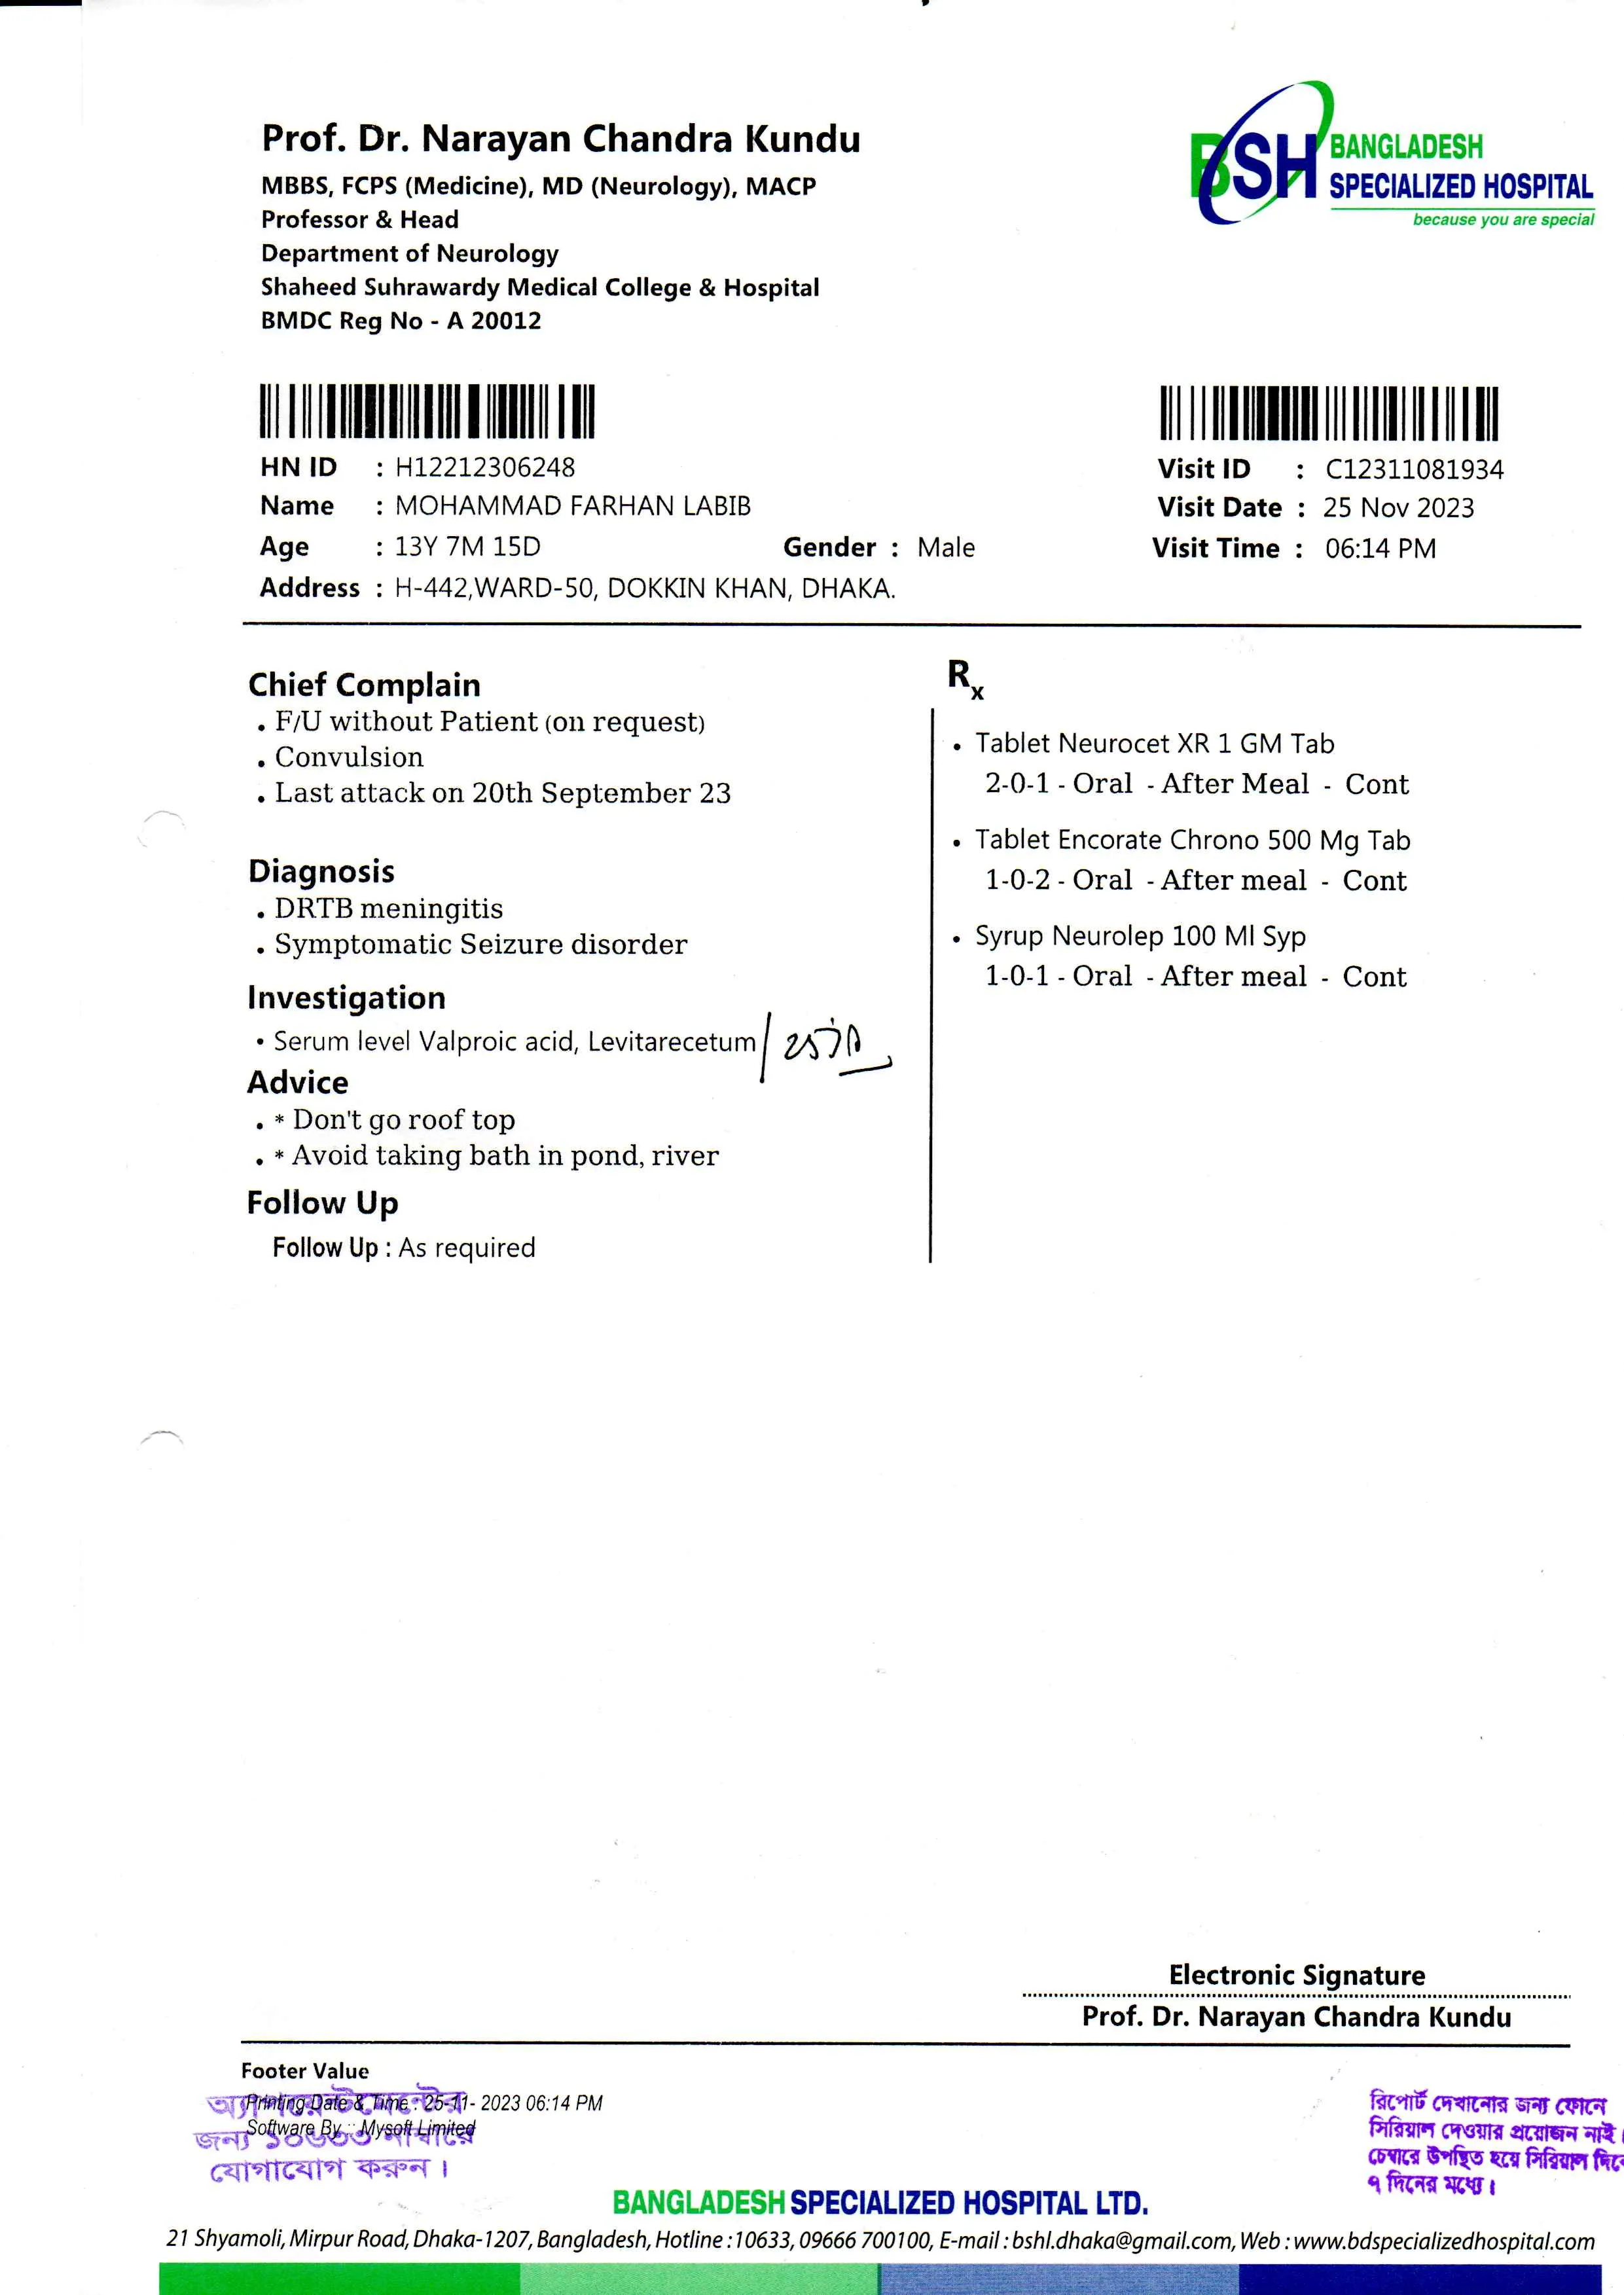 Prof. Dr. Narayan Chandra Kundu
MBBS, FCPS (Medicine), MD (Neurology), MACP
Professor & Head
Department of Neurology
Shaheed Suhrawardy Medical College & Hospital
BMDC Reg No - A 20012
BSH BANGLADESH
SPECIALIZED HOSPITAL
because you are special
HN ID : H12212306248
Name : MOHAMMAD FARHAN LABIB
Age : 13Y 7M 15D Gender : Male
Address : H-442,WARD-50, DOKKIN KHAN, DHAKA.
Visit ID : C12311081934
Visit Date : 25 Nov 2023
Visit Time : 06:14 PM
Chief Complain
. F/U without Patient (on request)
. Convulsion
. Last attack on 20th September 23
Diagnosis
. DRTB meningitis
. Symptomatic Seizure disorder
Investigation
• Serum level Valproic acid, Levitarecetum
Advice
. * Don't go roof top
. * Avoid taking bath in pond, river
Follow Up
Follow Up : As required
Rx
• Tablet Neurocet XR 1 GM Tab
2-0-1 - Oral - After Meal - Cont
• Tablet Encorate Chrono 500 Mg Tab
1-0-2 - Oral - After meal - Cont
• Syrup Neurolep 100 Ml Syp
1-0-1 - Oral - After meal - Cont
Electronic Signature
Prof. Dr. Narayan Chandra Kundu
Footer Value
Printing Date & Time : 25-11- 2023 06:14 PM
Software By : Mysoft Limited
অ্যাপয়েন্টমেন্টের
জন্য ১০৬৩৩ নাম্বারে
যোগাযোগ করুন ।
রিপোর্ট দেখানোর জন্য ফোনে
সিরিয়াল দেওয়ার প্রয়োজন নাই
চেম্বারে উপস্থিত হয়ে সিরিয়াল
৭ দিনের মধ্যে ।
BANGLADESH SPECIALIZED HOSPITAL LTD.
21 Shyamoli, Mirpur Road, Dhaka-1207, Bangladesh, Hotline : 10633, 09666 700100, E-mail : bshl.dhaka@gmail.com, Web : www.bdspecializedhospital.com